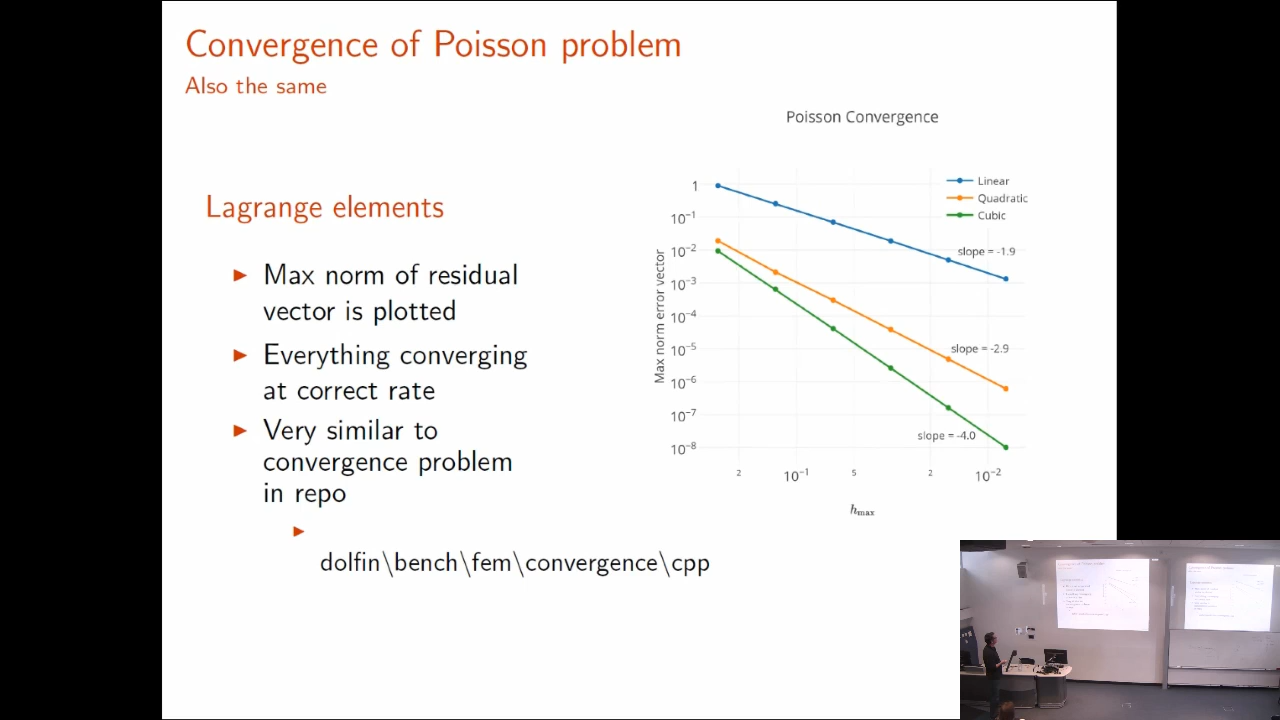 Convergence of Poisson problem
Also the same
Lagrange elements
Max norm of residual
vector is plotted
Everything converging
at correct rate
Very similar to
convergence problem
in repo
dolfin\bench\fem\convergence\cpp
Poisson Convergence
Max norm error vector
1
10⁻¹
10⁻²
10⁻³
10⁻⁴
10⁻⁵
10⁻⁶
10⁻⁷
10⁻⁸
Linear
Quadratic
Cubic
slope = -1.9
slope = -2.9
slope = -4.0
2 10⁻¹ 5 2 10⁻²
hmax